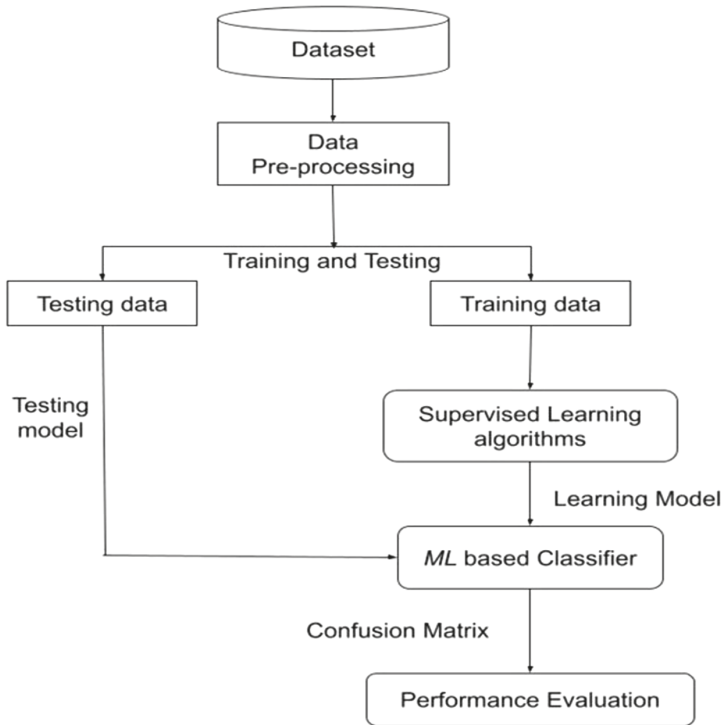 Dataset
Data
Pre-processing
Training and Testing
Testing data
Training data
Testing
model
Supervised Learning
algorithms
Learning Model
ML based Classifier
Confusion Matrix
Performance Evaluation